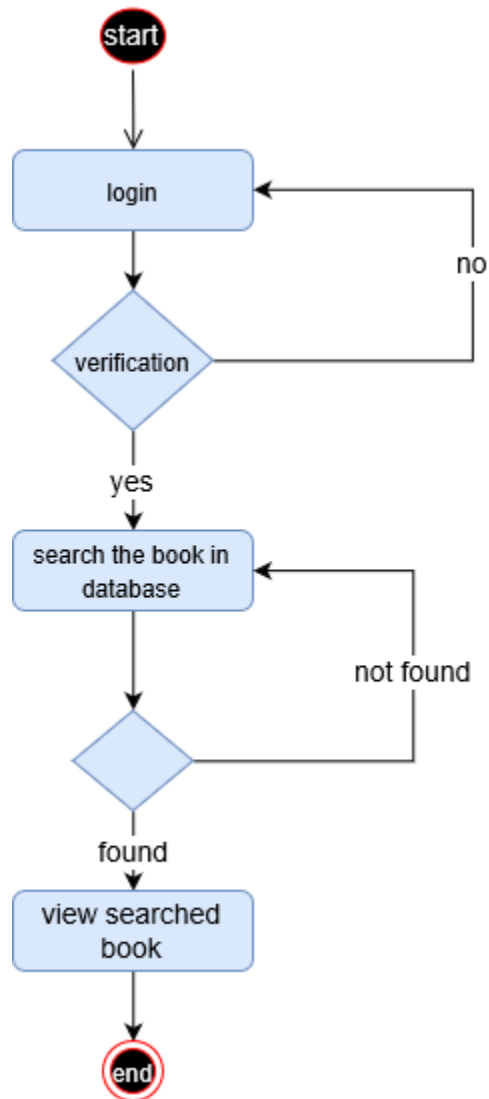 start
login
no
verification
yes
search the book in
database
not found
found
view searched
book
end